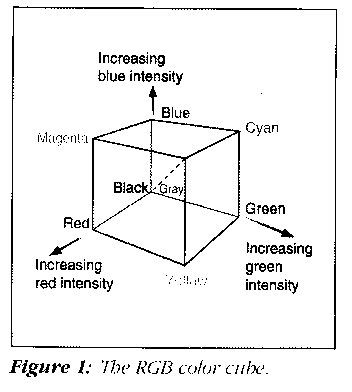 Increasing
blue intensity
Blue
Cyan
Magenta
Black
Gray
Green
Red
Increasing
red intensity
Increasing
green
intensity
Yellow
Figure 1: The RGB color cube.